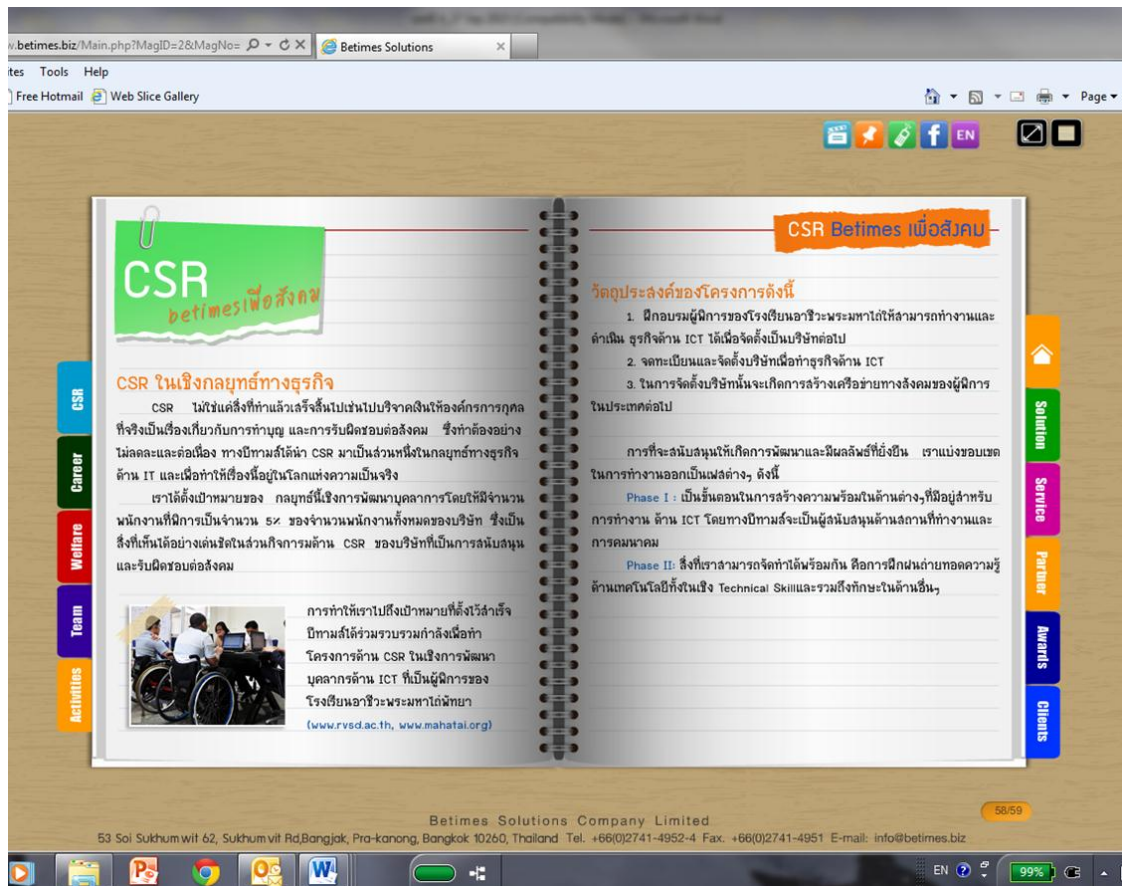 w.betimes.biz/Main.php?MagID=2&MagNo=
Betimes Solutions
ites Tools Help
Free Hotmail Web Slice Gallery
Page
EN
CSR
betimesเพื่อสังคม
CSR ในเชิงกลยุทธ์ทางธุรกิจ
CSR ไม่ใช่แค่สิ่งที่ทำแล้วเสร็จสิ้นไปเช่นไปบริจาคเงินให้องค์กรการกุศล
ที่จริงเป็นเรื่องเกี่ยวกับการทำบุญ และการรับผิดชอบต่อสังคม ซึ่งทำต้องอย่าง
ไม่ลดละและต่อเนื่อง ทางบีทามส์ได้นำ CSR มาเป็นส่วนหนึ่งในกลยุทธ์ทางธุรกิจ
ด้าน IT และเพื่อทำให้เรื่องนี้อยู่ในโลกแห่งความเป็นจริง
เราได้ตั้งเป้าหมายของ กลยุทธ์นี้เชิงการพัฒนาบุคลาการโดยให้มีจำนวน
พนักงานที่พิการเป็นจำนวน 5% ของจำนวนพนักงานทั้งหมดของบริษัท ซึ่งเป็น
สิ่งที่เห็นได้อย่างเด่นชัดในส่วนกิจการมด้าน CSR ของบริษัทที่เป็นการสนับสนุน
และรับผิดชอบต่อสังคม
การทำให้เราไปถึงเป้าหมายที่ตั้งไว้สำเร็จ
บีทามส์ได้ร่วมรวบรวมกำลังเพื่อทำ
โครงการด้าน CSR ในเชิงการพัฒนา
บุคลากรด้าน ICT ที่เป็นผู้พิการของ
โรงเรียนอาชีวะพระมหาไถ่พัทยา
(www.rvsd.ac.th, www.mahatai.org)
CSR Betimes เพื่อสังคม
วัตถุประสงค์ของโครงการดังนี้
1. ฝึกอบรมผู้พิการของโรงเรียนอาชีวะพระมหาไถ่ให้สามารถทำงานและ
ดำเนิน ธุรกิจด้าน ICT ได้เพื่อจัดตั้งเป็นบริษัทต่อไป
2. จดทะเบียนและจัดตั้งบริษัทเพื่อทำธุรกิจด้าน ICT
3. ในการจัดตั้งบริษัทนั้นจะเกิดการสร้างเครือข่ายทางสังคมของผู้พิการ
ในประเทศต่อไป
การที่จะสนับสนุนให้เกิดการพัฒนาและมีผลลัพธ์ที่ยั่งยืน เราแบ่งขอบเขต
ในการทำงานออกเป็นเฟสต่างๆ ดังนี้
Phase I : เป็นขั้นตอนในการสร้างความพร้อมในด้านต่างๆที่มีอยู่สำหรับ
การทำงาน ด้าน ICT โดยทางบีทามส์จะเป็นผู้สนับสนุนด้านสถานที่ทำงานและ
การคมนาคม
Phase II: สิ่งที่เราสามารถจัดทำได้พร้อมกัน คือการฝึกฝนถ่ายทอดความรู้
ด้านเทคโนโลยีทั้งในเชิง Technical Skillและรวมถึงทักษะในด้านอื่นๆ
CSR
Career
Welfare
Team
Activities
Solution
Service
Partner
Awards
Clients
58/59
Betimes Solutions Company Limited
53 Soi Sukhumwit 62, Sukhumvit Rd,Bangjak, Pra-kanong, Bangkok 10260, Thailand Tel. +66(0)2741-4952-4 Fax. +66(0)2741-4951 E-mail: info@betimes.biz
EN
99%